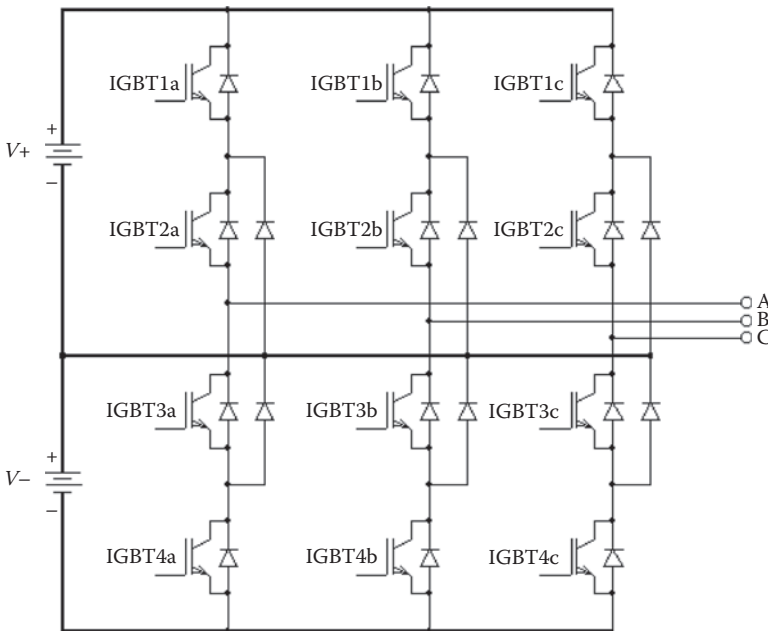 IGBT1a IGBT1b IGBT1c
+
V+
−
IGBT2a IGBT2b IGBT2c
A
B
C
IGBT3a IGBT3b IGBT3c
+
V−
−
IGBT4a IGBT4b IGBT4c